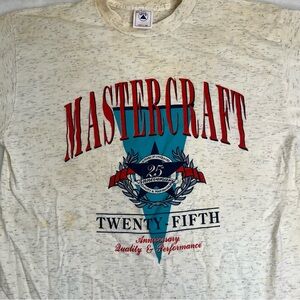 MASTERCRAFT
25
TWENTY-FIFTH
Anniversary
Quality & Performance